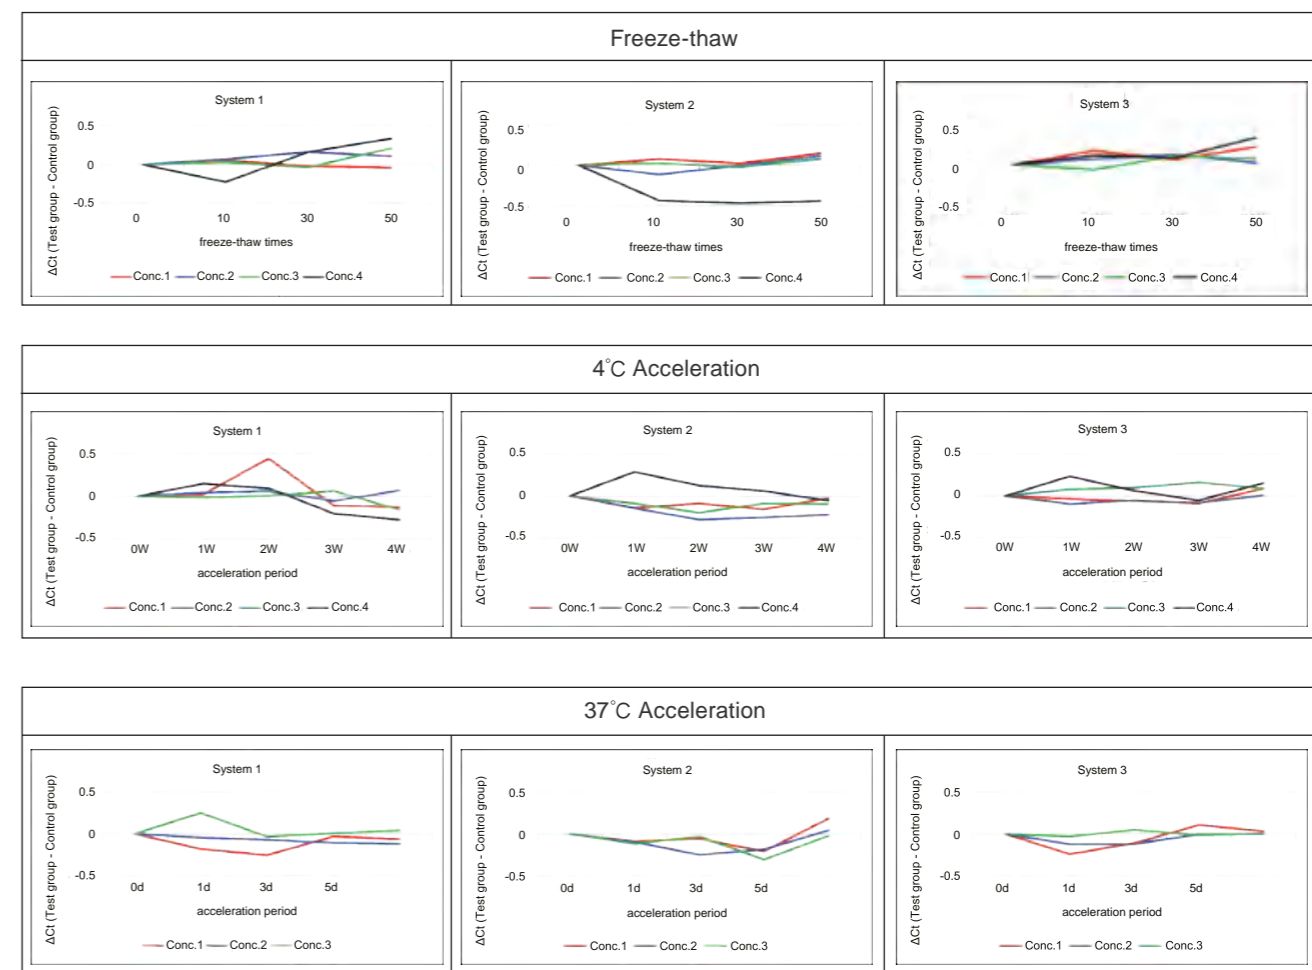 Freeze-thaw
System 1
ΔCt (Test group - Control group)
0.5
0
-0.5
0 10 30 50
freeze-thaw times
Conc.1 Conc.2 Conc.3 Conc.4
System 2
ΔCt (Test group - Control group)
0.5
0
-0.5
0 10 30 50
freeze-thaw times
Conc.1 Conc.2 Conc.3 Conc.4
System 3
ΔCt (Test group - Control group)
0.5
0
-0.5
0 10 30 50
freeze-thaw times
Conc.1 Conc.2 Conc.3 Conc.4
4°C Acceleration
System 1
ΔCt (Test group - Control group)
0.5
0
-0.5
0W 1W 2W 3W 4W
acceleration period
Conc.1 Conc.2 Conc.3 Conc.4
System 2
ΔCt (Test group - Control group)
0.5
0
-0.5
0W 1W 2W 3W 4W
acceleration period
Conc.1 Conc.2 Conc.3 Conc.4
System 3
ΔCt (Test group - Control group)
0.5
0
-0.5
0W 1W 2W 3W 4W
acceleration period
Conc.1 Conc.2 Conc.3 Conc.4
37°C Acceleration
System 1
ΔCt (Test group - Control group)
0.5
0
-0.5
0d 1d 3d 5d
acceleration period
Conc.1 Conc.2 Conc.3
System 2
ΔCt (Test group - Control group)
0.5
0
-0.5
0d 1d 3d 5d
acceleration period
Conc.1 Conc.2 Conc.3
System 3
ΔCt (Test group - Control group)
0.5
0
-0.5
0d 1d 3d 5d
acceleration period
Conc.1 Conc.2 Conc.3